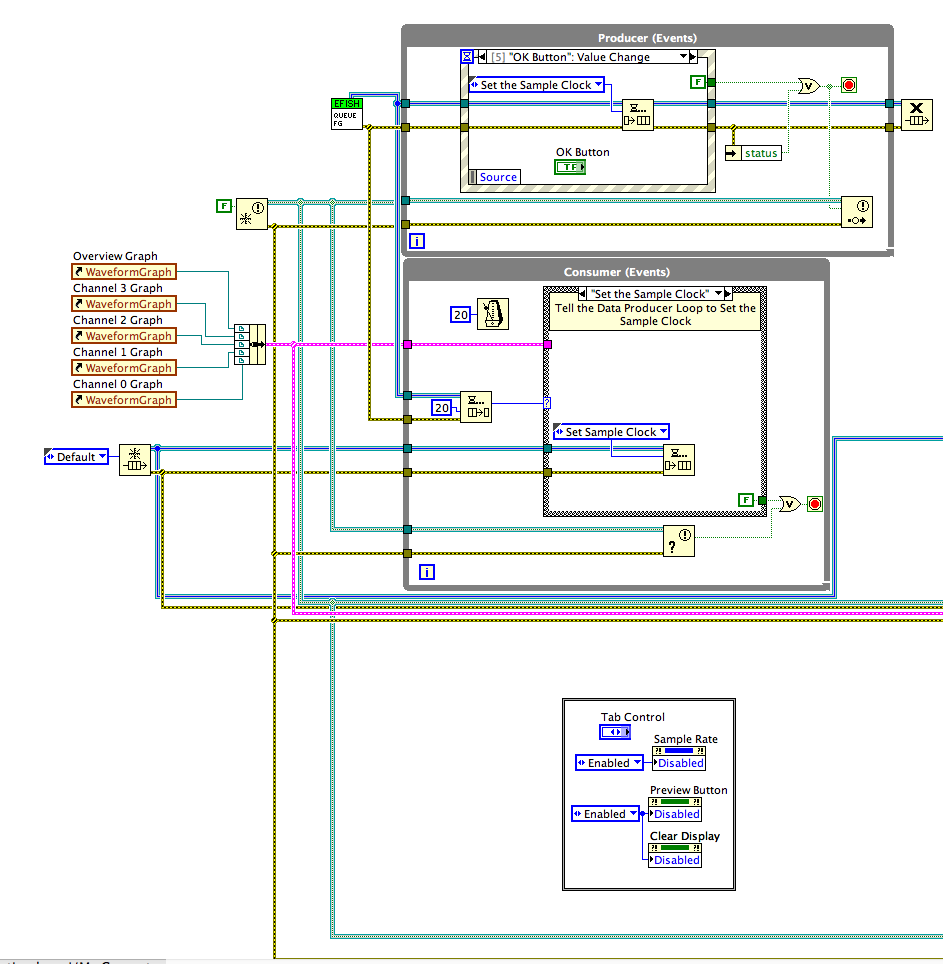 Producer (Events)
[5] "OK Button": Value Change
Set the Sample Clock
F
EFISH
QUEUE
FG
OK Button
TF
status
Source
F
i
Overview Graph
WaveformGraph
Channel 3 Graph
WaveformGraph
Channel 2 Graph
WaveformGraph
Channel 1 Graph
WaveformGraph
Channel 0 Graph
WaveformGraph
Consumer (Events)
"Set the Sample Clock"
Tell the Data Producer Loop to Set the
Sample Clock
20
20
Set Sample Clock
Default
F
i
Tab Control
Sample Rate
Enabled
Disabled
Preview Button
Enabled
Disabled
Clear Display
Disabled